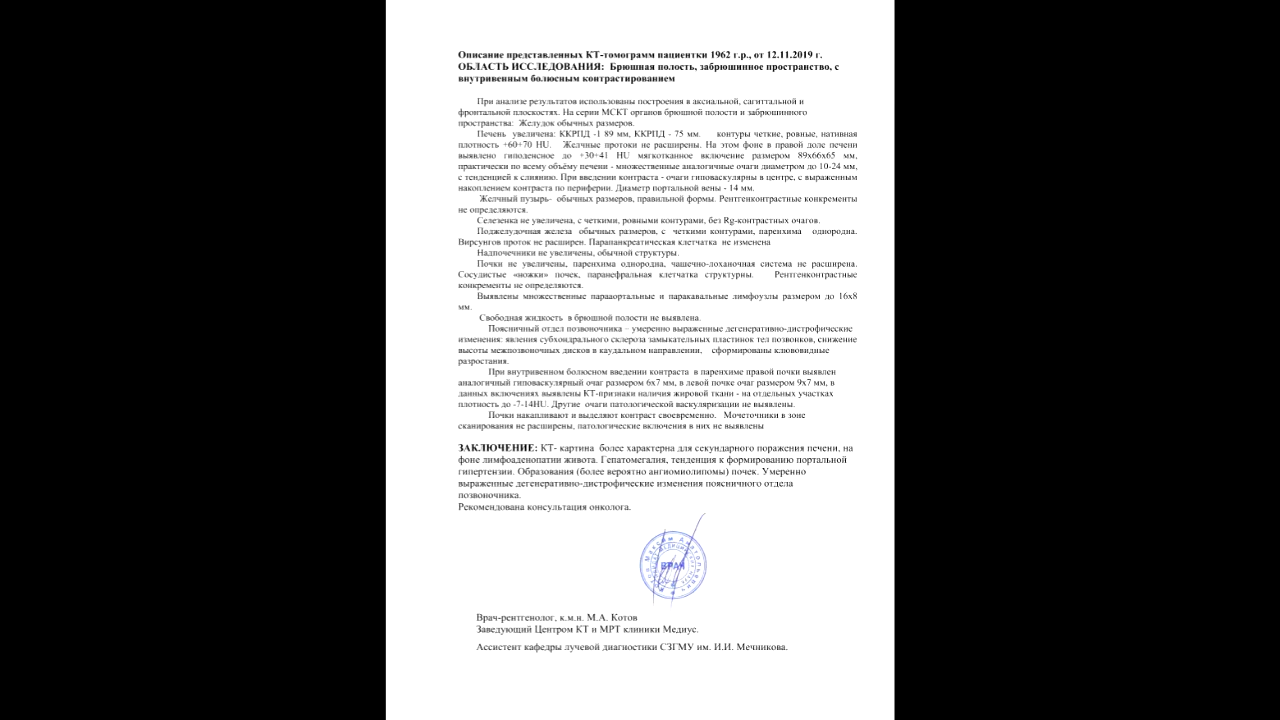 Описание представленных КТ-томограмм пациентки 1962 г.р., от 12.11.2019 г.
ОБЛАСТЬ ИССЛЕДОВАНИЯ: Брюшная полость, забрюшинное пространство, с
внутривенным болюсным контрастированием
При анализе результатов использованы построения в аксиальной, сагиттальной и
фронтальной плоскостях. На серии МСКТ органов брюшной полости и забрюшинного
пространства: Желудок обычных размеров.
Печень увеличена: ККРПД -1 89 мм, ККРПД - 75 мм. контуры четкие, ровные, нативная
плотность +60+70 HU. Желчные протоки не расширены. На этом фоне в правой доле печени
выявлено гиподенсное до +30+41 HU мягкотканное включение размером 89х66х65 мм,
практически по всему объёму печени - множественные аналогичные очаги диаметром до 10-24 мм,
с тенденцией к слиянию. При введении контраста - очаги гиповаскулярны в центре, с выраженным
накоплением контраста по периферии. Диаметр портальной вены - 14 мм.
Желчный пузырь- обычных размеров, правильной формы. Рентгенконтрастные конкременты
не определяются.
Селезенка не увеличена, с четкими, ровными контурами, без Rg-контрастных очагов.
Поджелудочная железа обычных размеров, с четкими контурами, паренхима однородна.
Вирсунгов проток не расширен. Парапанкреатическая клетчатка не изменена
Надпочечники не увеличены, обычной структуры.
Почки не увеличены, паренхима однородна, чашечно-лоханочная система не расширена.
Сосудистые «ножки» почек, паранефральная клетчатка структурны. Рентгенконтрастные
конкременты не определяются.
Выявлены множественные парааортальные и паракавальные лимфоузлы размером до 16х8
мм.
Свободная жидкость в брюшной полости не выявлена.
Поясничный отдел позвоночника – умеренно выраженные дегенеративно-дистрофические
изменения: явления субхондрального склероза замыкательных пластинок тел позвонков, снижение
высоты межпозвоночных дисков в каудальном направлении, сформированы клювовидные
разростания.
При внутривенном болюсном введении контраста в паренхиме правой почки выявлен
аналогичный гиповаскулярный очаг размером 6х7 мм, в левой почке очаг размером 9х7 мм, в
данных включениях выявлены КТ-признаки наличия жировой ткани - на отдельных участках
плотность до -7-14HU. Другие очаги патологической васкуляризации не выявлены.
Почки накапливают и выделяют контраст своевременно. Мочеточники в зоне
сканирования не расширены, патологические включения в них не выявлены
ЗАКЛЮЧЕНИЕ: КТ- картина более характерна для секундарного поражения печени, на
фоне лимфоаденопатии живота. Гепатомегалия, тенденция к формированию портальной
гипертензии. Образования (более вероятно ангиомиолипомы) почек. Умеренно
выраженные дегенеративно-дистрофические изменения поясничного отдела
позвоночника.
Рекомендована консультация онколога.
ВРАЧ
Врач-рентгенолог, к.м.н. М.А. Котов
Заведующий Центром КТ и МРТ клиники Медиус.
Ассистент кафедры лучевой диагностики СЗГМУ им. И.И. Мечникова.